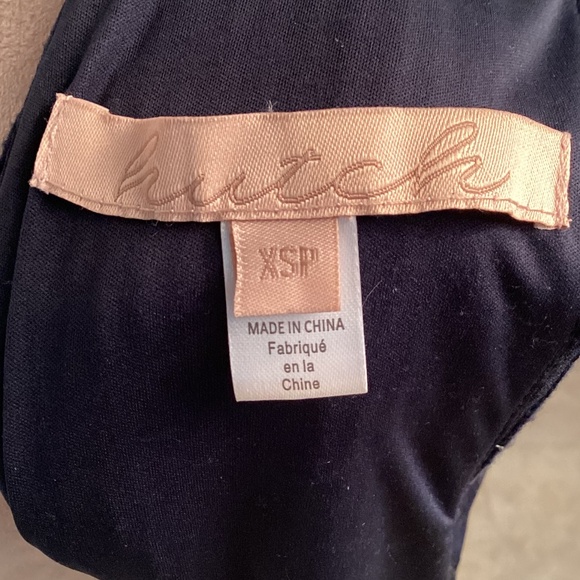 hutch
XSP
MADE IN CHINA
Fabriqué
en la
Chine